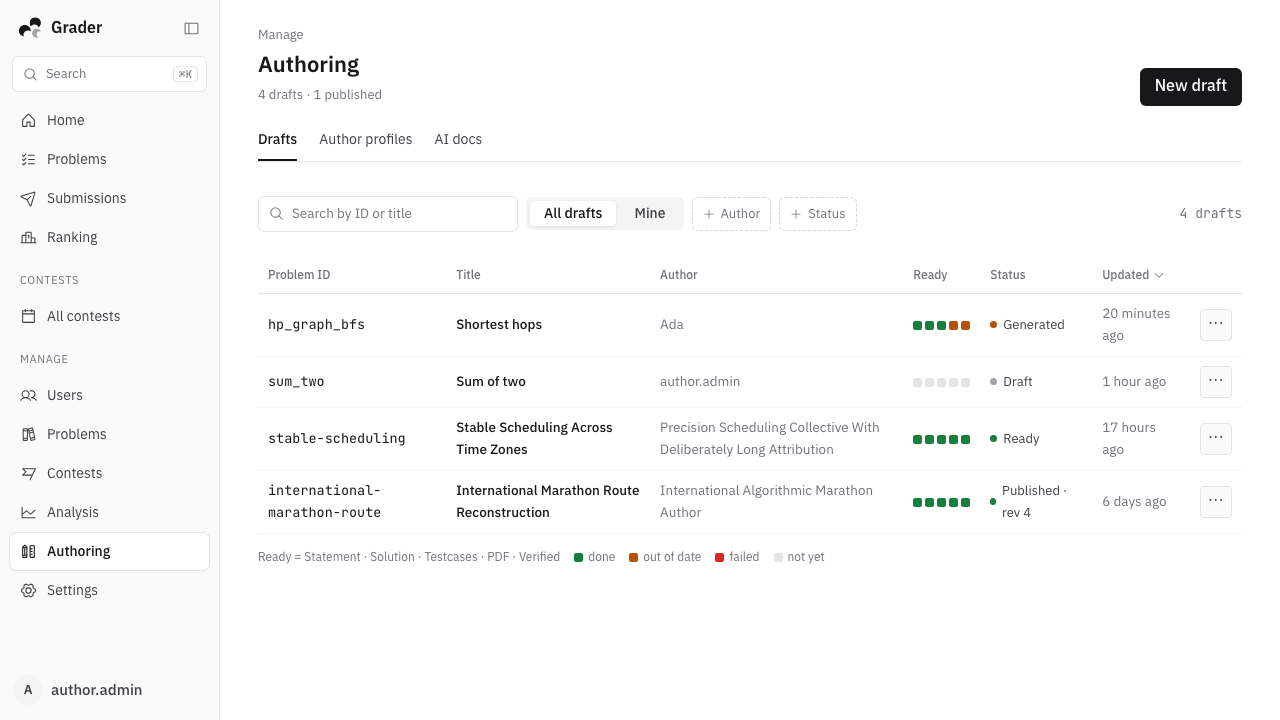 Grader
Search
⌘K
Home
Problems
Submissions
Ranking
CONTESTS
All contests
MANAGE
Users
Problems
Contests
Analysis
Authoring
Settings
A
author.admin
Manage
Authoring
4 drafts · 1 published
New draft
Drafts
Author profiles
AI docs
Search by ID or title
All drafts
Mine
+ Author
+ Status
4 drafts
Problem ID
Title
Author
Ready
Status
Updated
hp_graph_bfs
Shortest hops
Ada
Generated
20 minutes
ago
...
sum_two
Sum of two
author.admin
Draft
1 hour ago
...
stable-scheduling
Stable Scheduling Across
Time Zones
Precision Scheduling Collective With
Deliberately Long Attribution
Ready
17 hours
ago
...
international-
marathon-route
International Marathon Route
Reconstruction
International Algorithmic Marathon
Author
Published ·
rev 4
6 days ago
...
Ready = Statement · Solution · Testcases · PDF · Verified
done
out of date
failed
not yet